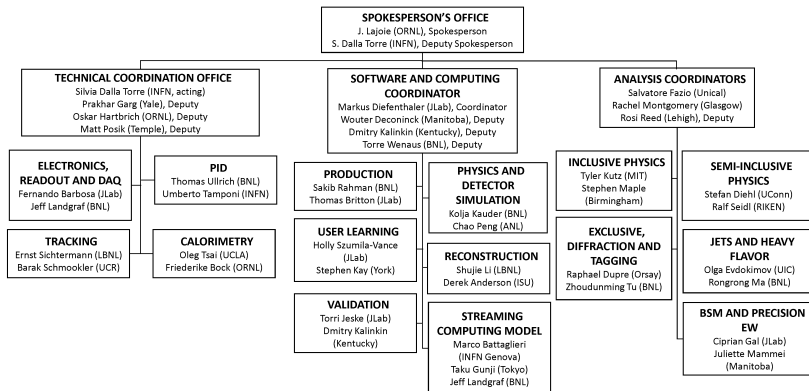 SPOKESPERSON'S OFFICE
J. Lajoie (ORNL), Spokesperson
S. Dalla Torre (INFN), Deputy Spokesperson
TECHNICAL COORDINATION OFFICE
Silvia Dalla Torre (INFN, acting)
Prakhar Garg (Yale), Deputy
Oskar Hartbrich (ORNL), Deputy
Matt Posik (Temple), Deputy
ELECTRONICS,
READOUT AND DAQ
Fernando Barbosa (JLab)
Jeff Landgraf (BNL)
PID
Thomas Ullrich (BNL)
Umberto Tamponi (INFN)
TRACKING
Ernst Sichtermann (LBNL)
Barak Schmookler (UCR)
CALORIMETRY
Oleg Tsai (UCLA)
Friederike Bock (ORNL)
SOFTWARE AND COMPUTING
COORDINATOR
Markus Diefenthaler (JLab), Coordinator
Wouter Deconinck (Manitoba), Deputy
Dmitry Kalinkin (Kentucky), Deputy
Torre Wenaus (BNL), Deputy
PRODUCTION
Sakib Rahman (BNL)
Thomas Britton (JLab)
PHYSICS AND
DETECTOR
SIMULATION
Kolja Kauder (BNL)
Chao Peng (ANL)
USER LEARNING
Holly Szumila-Vance
(JLab)
Stephen Kay (York)
RECONSTRUCTION
Shujie Li (LBNL)
Derek Anderson (ISU)
VALIDATION
Torri Jeske (JLab)
Dmitry Kalinkin
(Kentucky)
STREAMING
COMPUTING MODEL
Marco Battaglieri
(INFN Genova)
Taku Gunji (Tokyo)
Jeff Landgraf (BNL)
ANALYSIS COORDINATORS
Salvatore Fazio (Unical)
Rachel Montgomery (Glasgow)
Rosi Reed (Lehigh), Deputy
INCLUSIVE PHYSICS
Tyler Kutz (MIT)
Stephen Maple
(Birmingham)
SEMI-INCLUSIVE
PHYSICS
Stefan Diehl (UConn)
Ralf Seidl (RIKEN)
EXCLUSIVE,
DIFFRACTION AND
TAGGING
Raphael Dupre (Orsay)
Zhoudunming Tu (BNL)
JETS AND HEAVY
FLAVOR
Olga Evdokimov (UIC)
Rongrong Ma (BNL)
BSM AND PRECISION
EW
Ciprian Gal (JLab)
Juliette Mammei
(Manitoba)